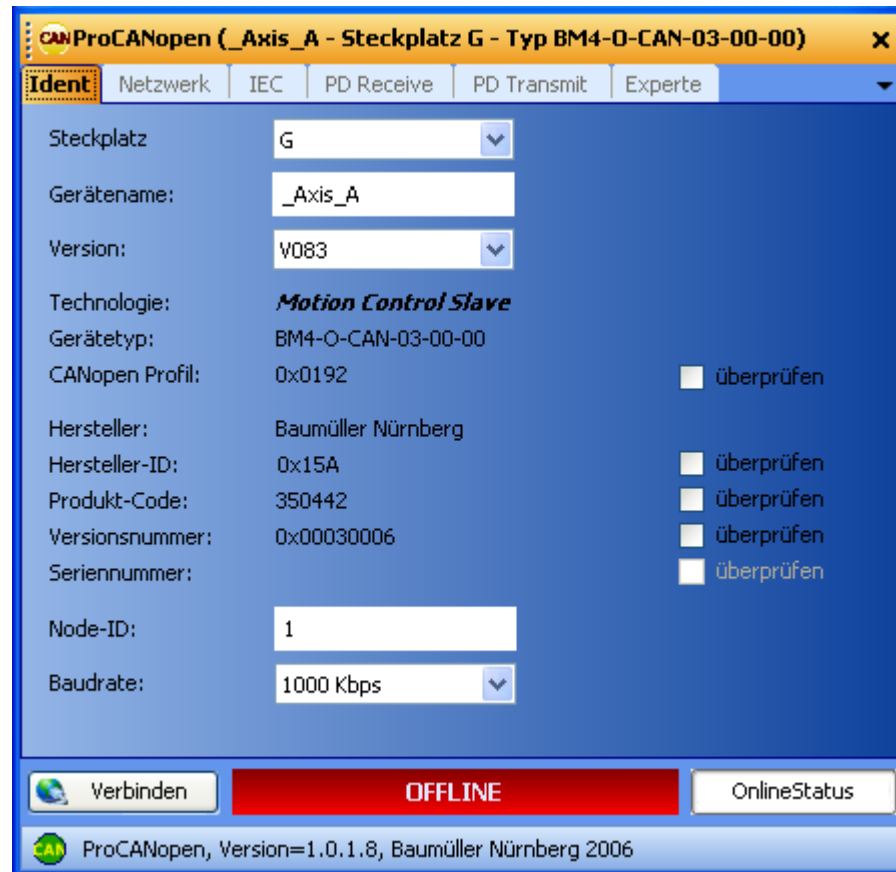 CAN ProCANopen (_Axis_A - Steckplatz G - Typ BM4-O-CAN-03-00-00)
Ident Netzwerk IEC PD Receive PD Transmit Experte
Steckplatz G
Gerätename: _Axis_A
Version: V083
Technologie: Motion Control Slave
Gerätetyp: BM4-O-CAN-03-00-00
CANopen Profil: 0x0192 überprüfen
Hersteller: Baumüller Nürnberg
Hersteller-ID: 0x15A überprüfen
Produkt-Code: 350442 überprüfen
Versionsnummer: 0x00030006 überprüfen
Seriennummer: überprüfen
Node-ID: 1
Baudrate: 1000 Kbps
Verbinden OFFLINE OnlineStatus
CAN ProCANopen, Version=1.0.1.8, Baumüller Nürnberg 2006